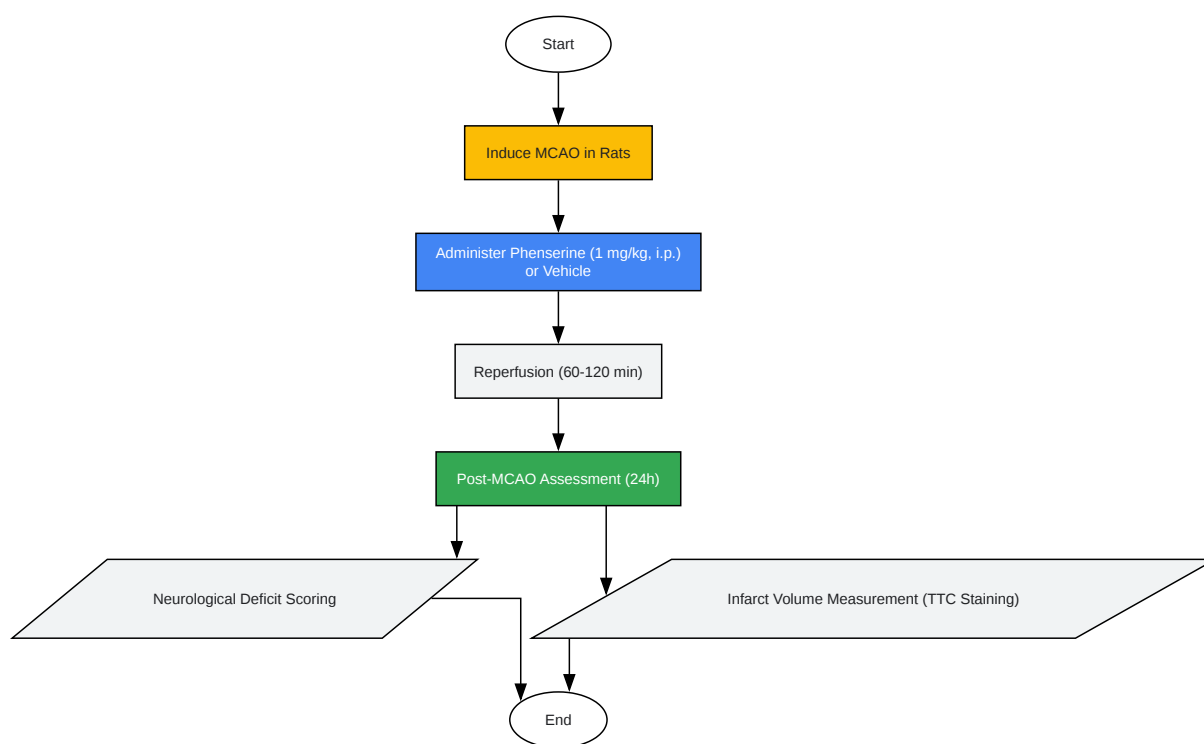 Start
Induce MCAO in Rats
Administer Phenserine (1 mg/kg, i.p.)
or Vehicle
Reperfusion (60-120 min)
Post-MCAO Assessment (24h)
Neurological Deficit Scoring
Infarct Volume Measurement (TTC Staining)
End